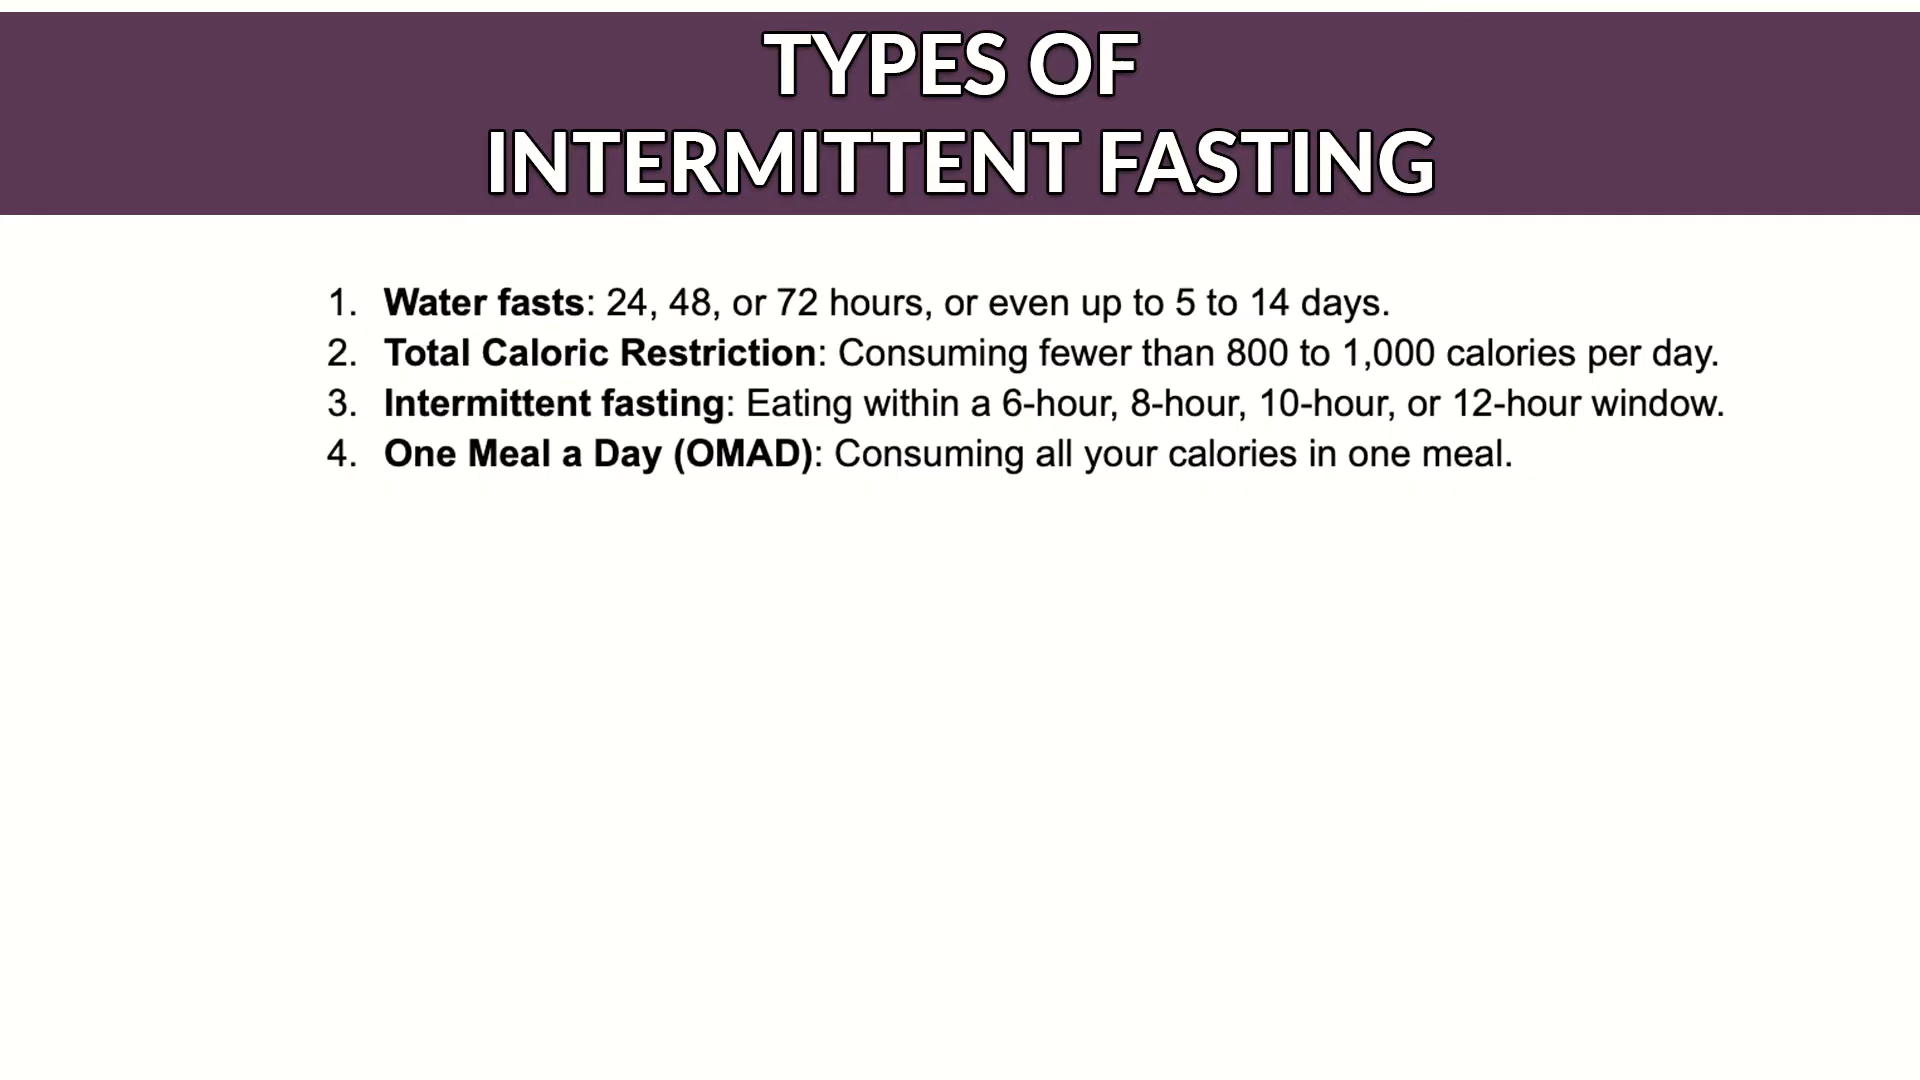 TYPES OF
INTERMITTENT FASTING
1. Water fasts: 24, 48, or 72 hours, or even up to 5 to 14 days.
2. Total Caloric Restriction: Consuming fewer than 800 to 1,000 calories per day.
3. Intermittent fasting: Eating within a 6-hour, 8-hour, 10-hour, or 12-hour window.
4. One Meal a Day (OMAD): Consuming all your calories in one meal.